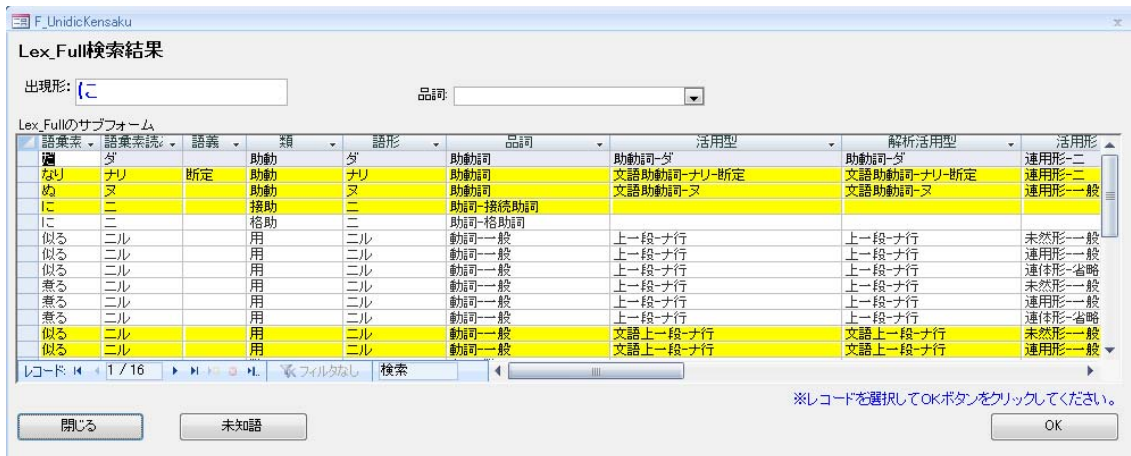 F_UnidicKensaku
Lex_Full検索結果
出現形: に
品詞:
Lex_Fullのサブフォーム
語彙素 語彙素読み 語義 類 語形 品詞 活用型 解析活用型 活用形
だ ダ 助動 ダ 助動詞 助動詞-ダ 助動詞-ダ 連用形-ニ
なり ナリ 断定 助動 ナリ 助動詞 文語助動詞-ナリ-断定 文語助動詞-ナリ-断定 連用形-ニ
ぬ ヌ 助動 ヌ 助動詞 文語助動詞-ヌ 文語助動詞-ヌ 連用形-一般
に ニ 接助 ニ 助詞-接続助詞
に ニ 格助 ニ 助詞-格助詞
似る ニル 用 ニル 動詞-一般 上一段-ナ行 上一段-ナ行 未然形-一般
似る ニル 用 ニル 動詞-一般 上一段-ナ行 上一段-ナ行 連用形-一般
似る ニル 用 ニル 動詞-一般 上一段-ナ行 上一段-ナ行 連体形-省略
煮る ニル 用 ニル 動詞-一般 上一段-ナ行 上一段-ナ行 未然形-一般
煮る ニル 用 ニル 動詞-一般 上一段-ナ行 上一段-ナ行 連用形-一般
煮る ニル 用 ニル 動詞-一般 上一段-ナ行 上一段-ナ行 連体形-省略
似る ニル 用 ニル 動詞-一般 文語上一段-ナ行 文語上一段-ナ行 未然形-一般
似る ニル 用 ニル 動詞-一般 文語上一段-ナ行 文語上一段-ナ行 連用形-一般
レコード: 1 / 16 フィルタなし 検索
※レコードを選択してOKボタンをクリックしてください。
閉じる 未知語 OK